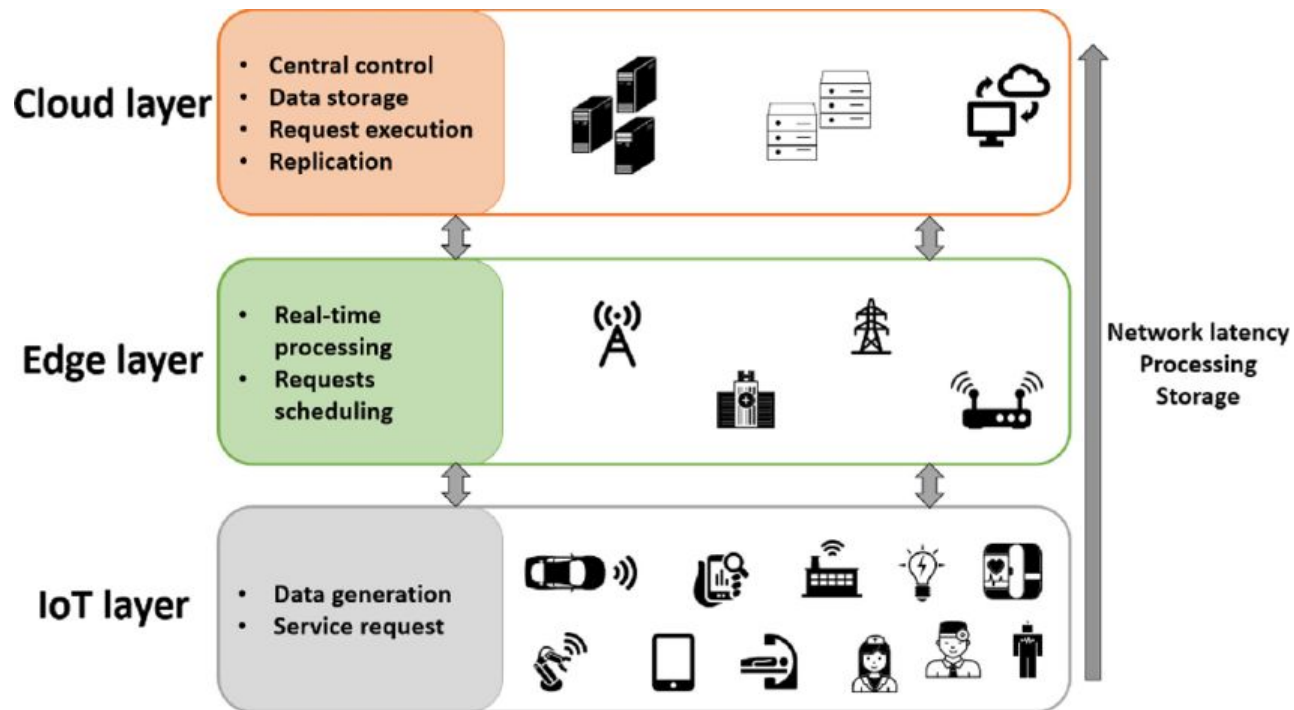 Cloud layer
• Central control
• Data storage
• Request execution
• Replication
Edge layer
• Real-time
processing
• Requests
scheduling
Network latency
Processing
Storage
IoT layer
• Data generation
• Service request